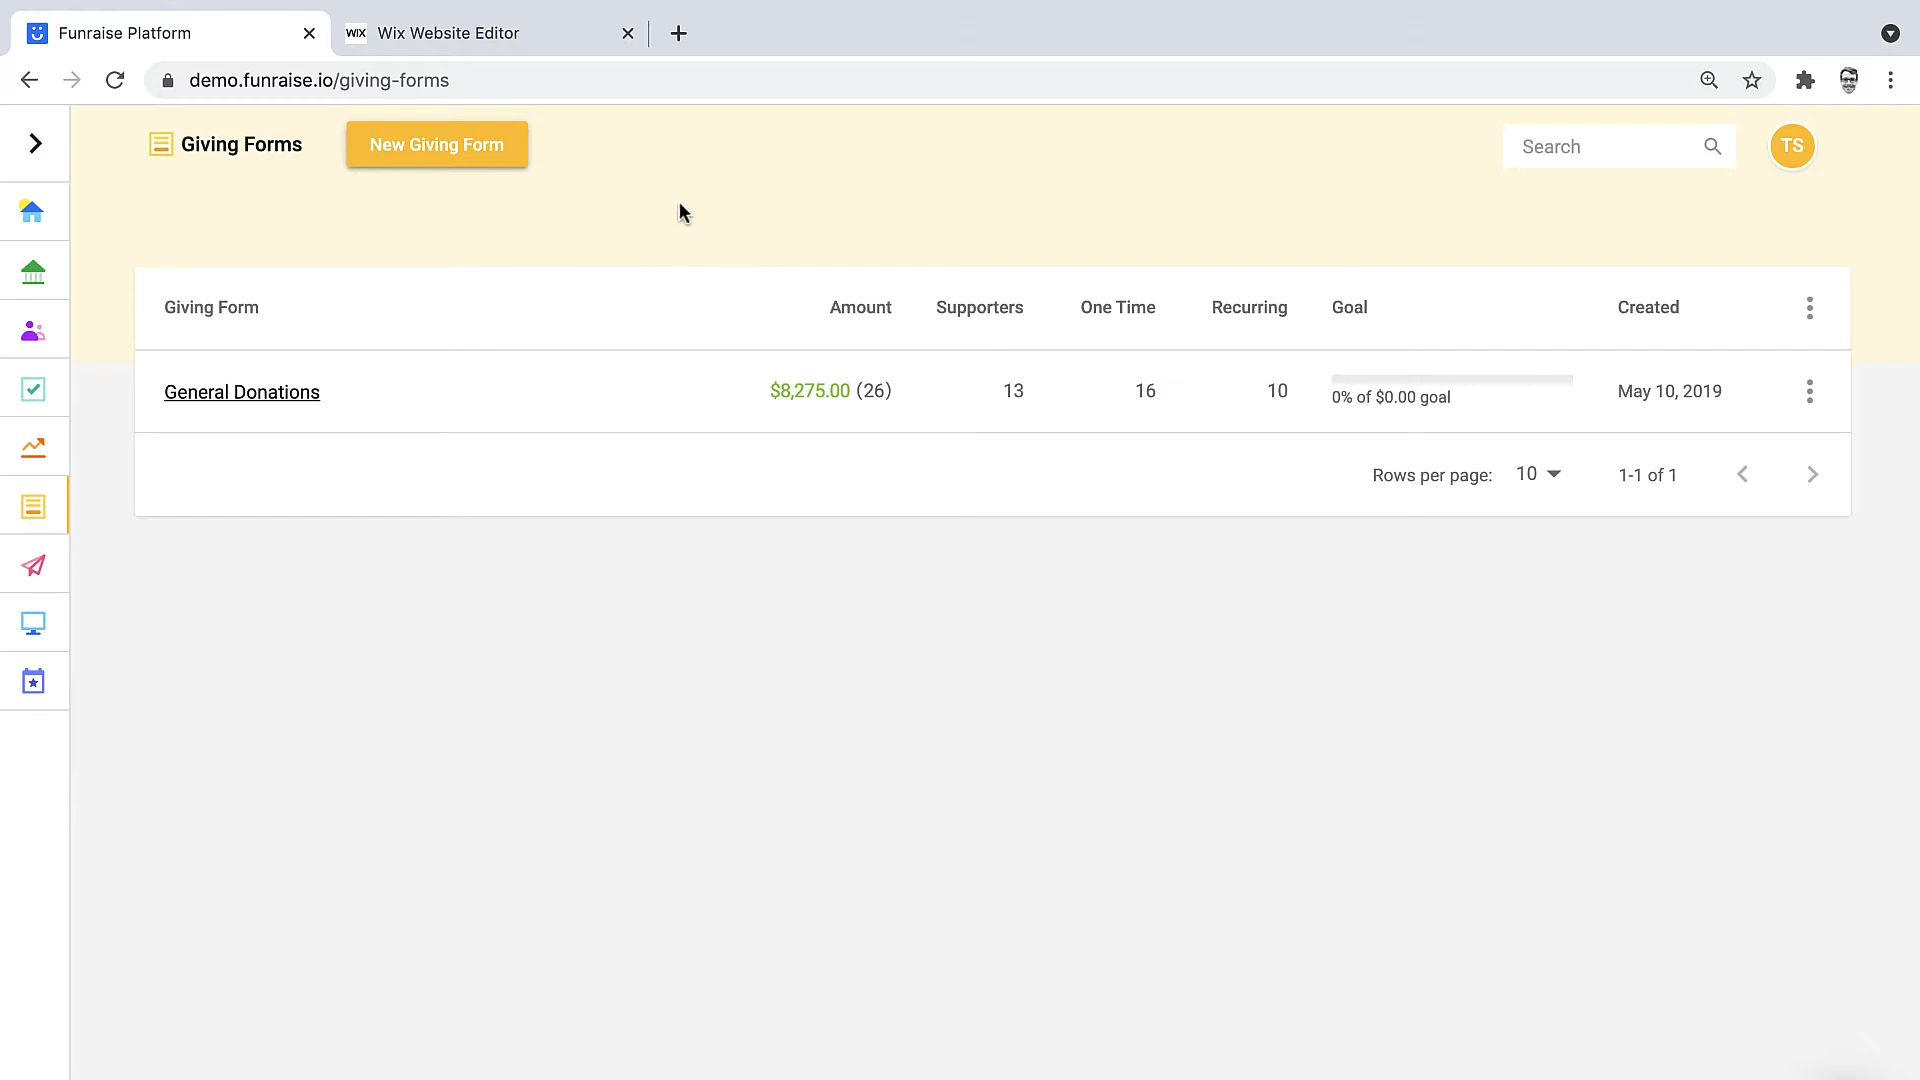 Funraise Platform
WIX Wix Website Editor
demo.funraise.io/giving-forms
Giving Forms
New Giving Form
Search
TS
Giving Form Amount Supporters One Time Recurring Goal Created
General Donations $8,275.00 (26) 13 16 10 0% of $0.00 goal May 10, 2019
Rows per page: 10 1-1 of 1